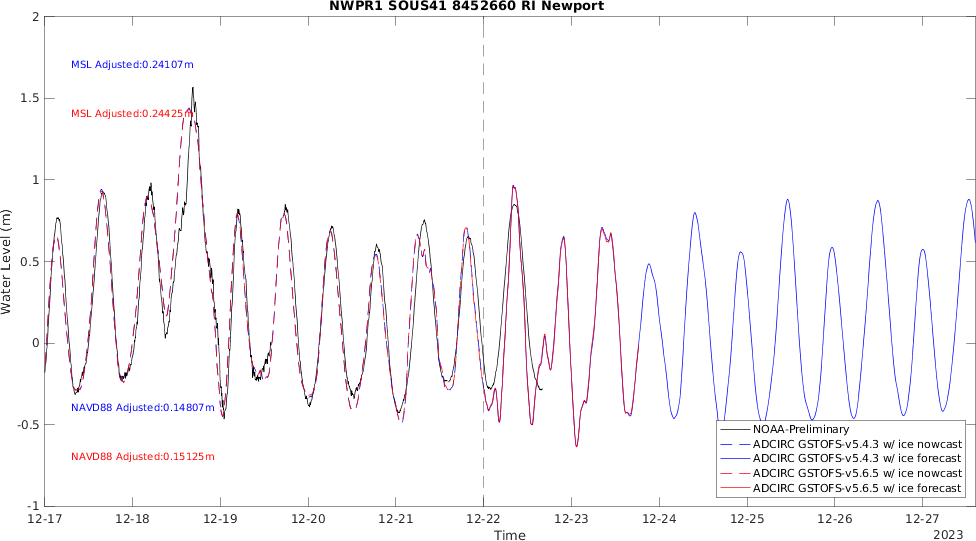 NWPR1 SOUS41 8452660 RI Newport
2
1.5
1
0.5
0
-0.5
-1
Water Level (m)
MSL Adjusted:0.24107m
MSL Adjusted:0.24425m
NAVD88 Adjusted:0.14807m
NAVD88 Adjusted:0.15125m
NOAA-Preliminary
ADCIRC GSTOFS-v5.4.3 w/ ice nowcast
ADCIRC GSTOFS-v5.4.3 w/ ice forecast
ADCIRC GSTOFS-v5.6.5 w/ ice nowcast
ADCIRC GSTOFS-v5.6.5 w/ ice forecast
12-17 12-18 12-19 12-20 12-21 12-22 12-23 12-24 12-25 12-26 12-27
Time
2023